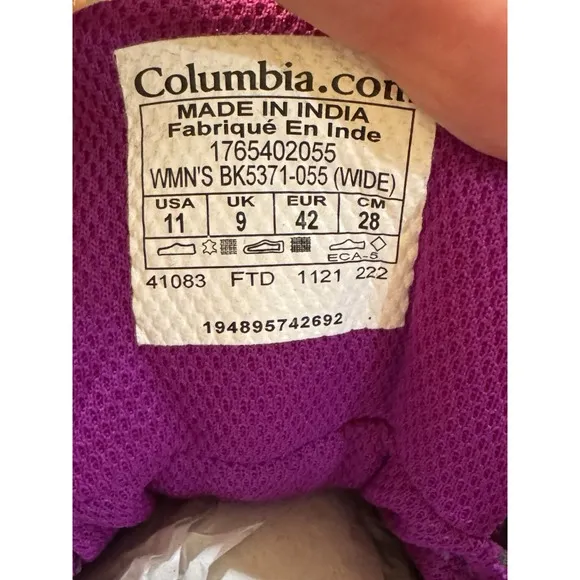 Columbia.com
MADE IN INDIA
Fabriqué En Inde
1765402055
WMN'S BK5371-055 (WIDE)
USA UK EUR CM
11 9 42 28
ECA-5
41083 FTD 1121 222
194895742692